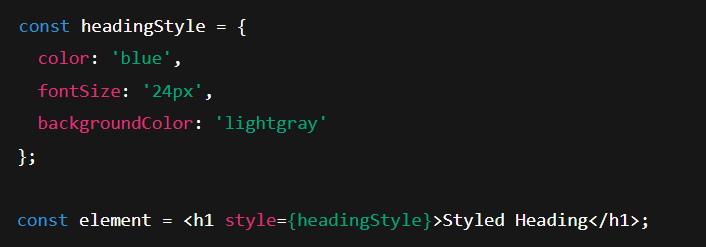 const headingStyle = {
  color: 'blue',
  fontSize: '24px',
  backgroundColor: 'lightgray'
};

const element = <h1 style={headingStyle}>Styled Heading</h1>;